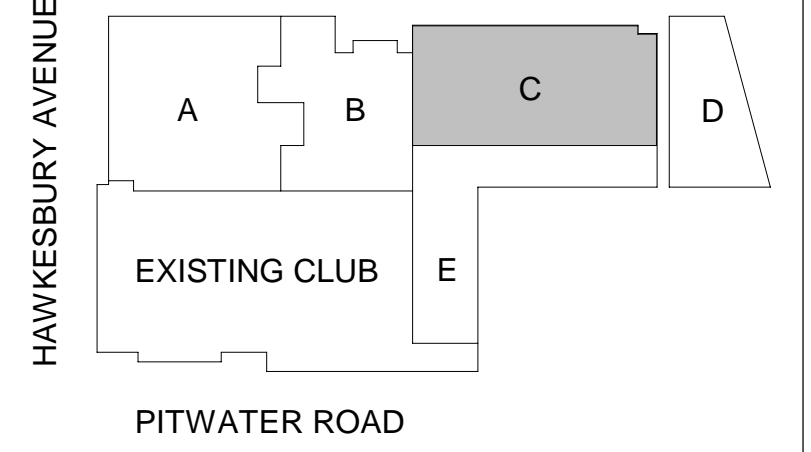 HAWKESBURY AVENUE
A
B
C
D
EXISTING CLUB
E
PITWATER ROAD